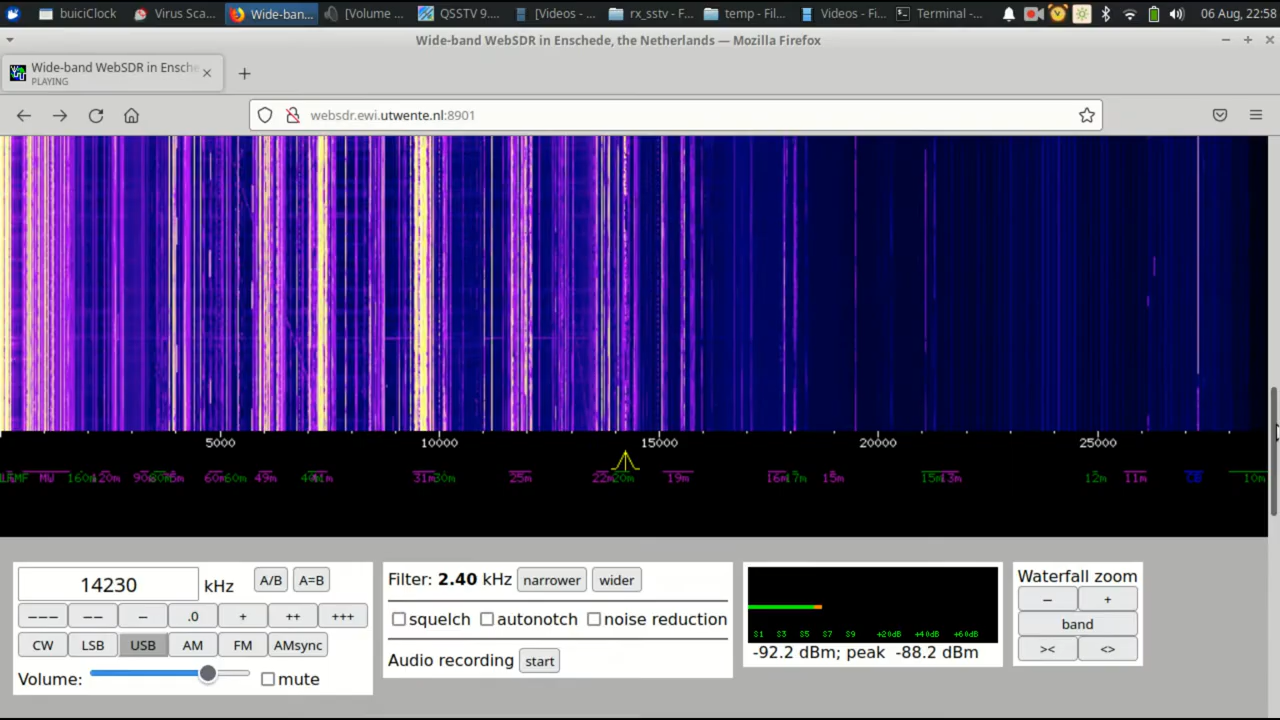 buiciClock Virus Sca... Wide-ban... [Volume ... QSSTV 9.... [Videos - ... rx_sstv - F... temp - Fil... Videos - Fi... Terminal -... 06 Aug, 22:58
Wide-band WebSDR in Enschede, the Netherlands — Mozilla Firefox
Wide-band WebSDR in Ensche
PLAYING
websdr.ewi.utwente.nl:8901
5000 10000 15000 20000 25000
MW 160m 120m 60m 60m 49m 31m 30m 25m 22m 20m 19m 16m 17m 15m 15m 13m 12m 11m CB 10m
14230 kHz A/B A=B
--- -- - .0 + ++ +++
CW LSB USB AM FM AMsync
Volume: mute
Filter: 2.40 kHz narrower wider
squelch autonotch noise reduction
Audio recording start
S1 S3 S5 S7 S9 +20dB +40dB +60dB
-92.2 dBm; peak -88.2 dBm
Waterfall zoom
− +
band
>< <>